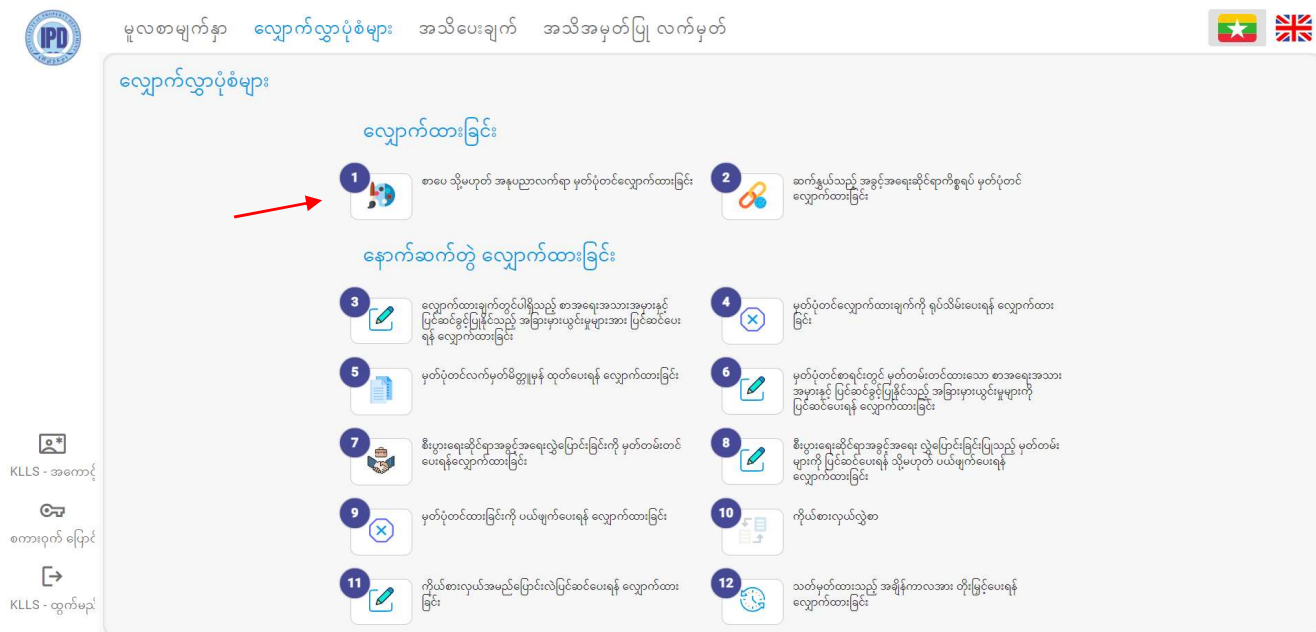 IPD
မူလစာမျက်နှာ လျှောက်လွှာပုံစံများ အသိပေးချက် အသိအမှတ်ပြု လက်မှတ်
လျှောက်လွှာပုံစံများ
လျှောက်ထားခြင်း
1 စာပေ သို့မဟုတ် အနုပညာလက်ရာ မှတ်ပုံတင်လျှောက်ထားခြင်း
2 ဆက်နွှယ်သည့် အခွင့်အရေးဆိုင်ရာကိစ္စရပ် မှတ်ပုံတင်
လျှောက်ထားခြင်း
နောက်ဆက်တွဲ လျှောက်ထားခြင်း
3 လျှောက်ထားချက်တွင်ပါရှိသည့် စာအရေးအသားအမှားနှင့်
ပြင်ဆင်ခွင့်ပြုနိုင်သည့် အခြားမှားယွင်းမှုများအား ပြင်ဆင်ပေး
ရန် လျှောက်ထားခြင်း
4 မှတ်ပုံတင်လျှောက်ထားချက်ကို ရုပ်သိမ်းပေးရန် လျှောက်ထား
ခြင်း
5 မှတ်ပုံတင်လက်မှတ်မိတ္တူမှန် ထုတ်ပေးရန် လျှောက်ထားခြင်း
6 မှတ်ပုံတင်စာရင်းတွင် မှတ်တမ်းတင်ထားသော စာအရေးအသား
အမှားနှင့် ပြင်ဆင်ခွင့်ပြုနိုင်သည့် အခြားမှားယွင်းမှုများကို
ပြင်ဆင်ပေးရန် လျှောက်ထားခြင်း
7 စီးပွားရေးဆိုင်ရာအခွင့်အရေးလွှဲပြောင်းခြင်းကို မှတ်တမ်းတင်
ပေးရန်လျှောက်ထားခြင်း
8 စီးပွားရေးဆိုင်ရာအခွင့်အရေး လွှဲပြောင်းခြင်းပြုသည့် မှတ်တမ်း
များကို ပြင်ဆင်ပေးရန် သို့မဟုတ် ပယ်ဖျက်ပေးရန်
လျှောက်ထားခြင်း
9 မှတ်ပုံတင်ထားခြင်းကို ပယ်ဖျက်ပေးရန် လျှောက်ထားခြင်း
10 ကိုယ်စားလှယ်လွှဲစာ
11 ကိုယ်စားလှယ်အမည်ပြောင်းလဲပြင်ဆင်ပေးရန် လျှောက်ထား
ခြင်း
12 သတ်မှတ်ထားသည့် အချိန်ကာလအား တိုးမြှင့်ပေးရန်
လျှောက်ထားခြင်း
KLLS - အကောင့်
စကားဝှက် ပြောင်
KLLS - ထွက်မည်